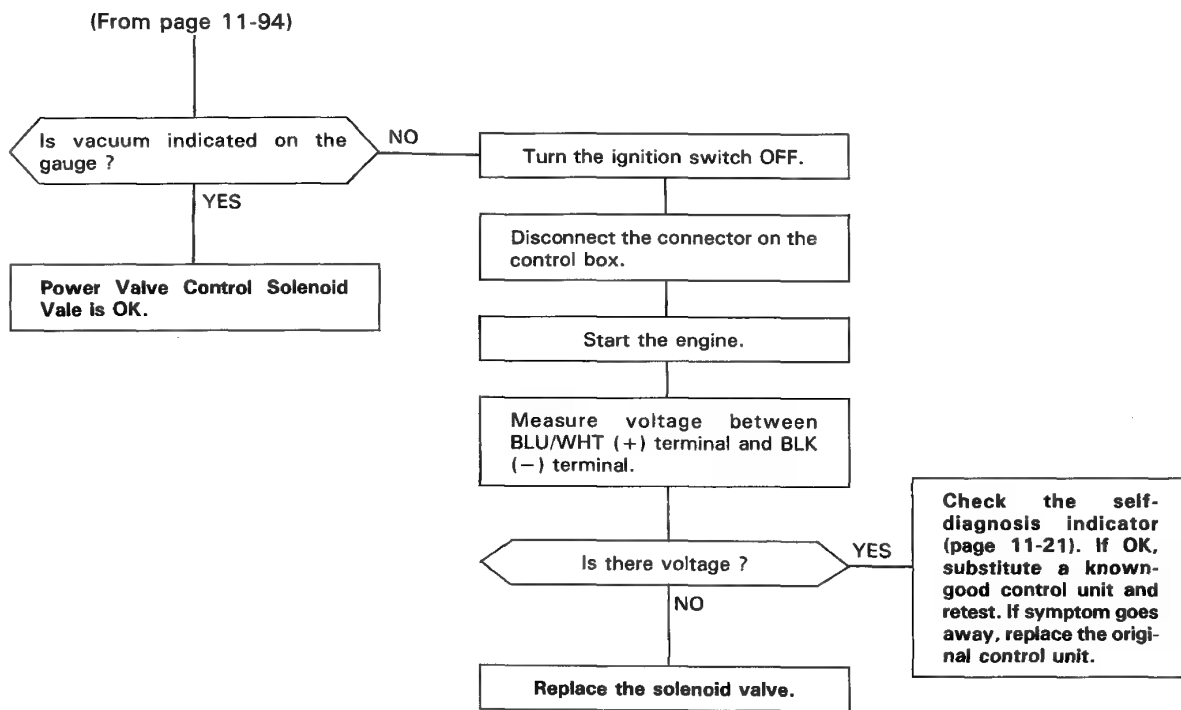 (From page 11-94)
Is vacuum indicated on the
gauge ?
NO
YES
Power Valve Control Solenoid
Vale is OK.
Turn the ignition switch OFF.
Disconnect the connector on the
control box.
Start the engine.
Measure voltage between
BLU/WHT (+) terminal and BLK
(−) terminal.
Is there voltage ?
YES
NO
Check the self-
diagnosis indicator
(page 11-21). If OK,
substitute a known-
good control unit and
retest. If symptom goes
away, replace the origi-
nal control unit.
Replace the solenoid valve.